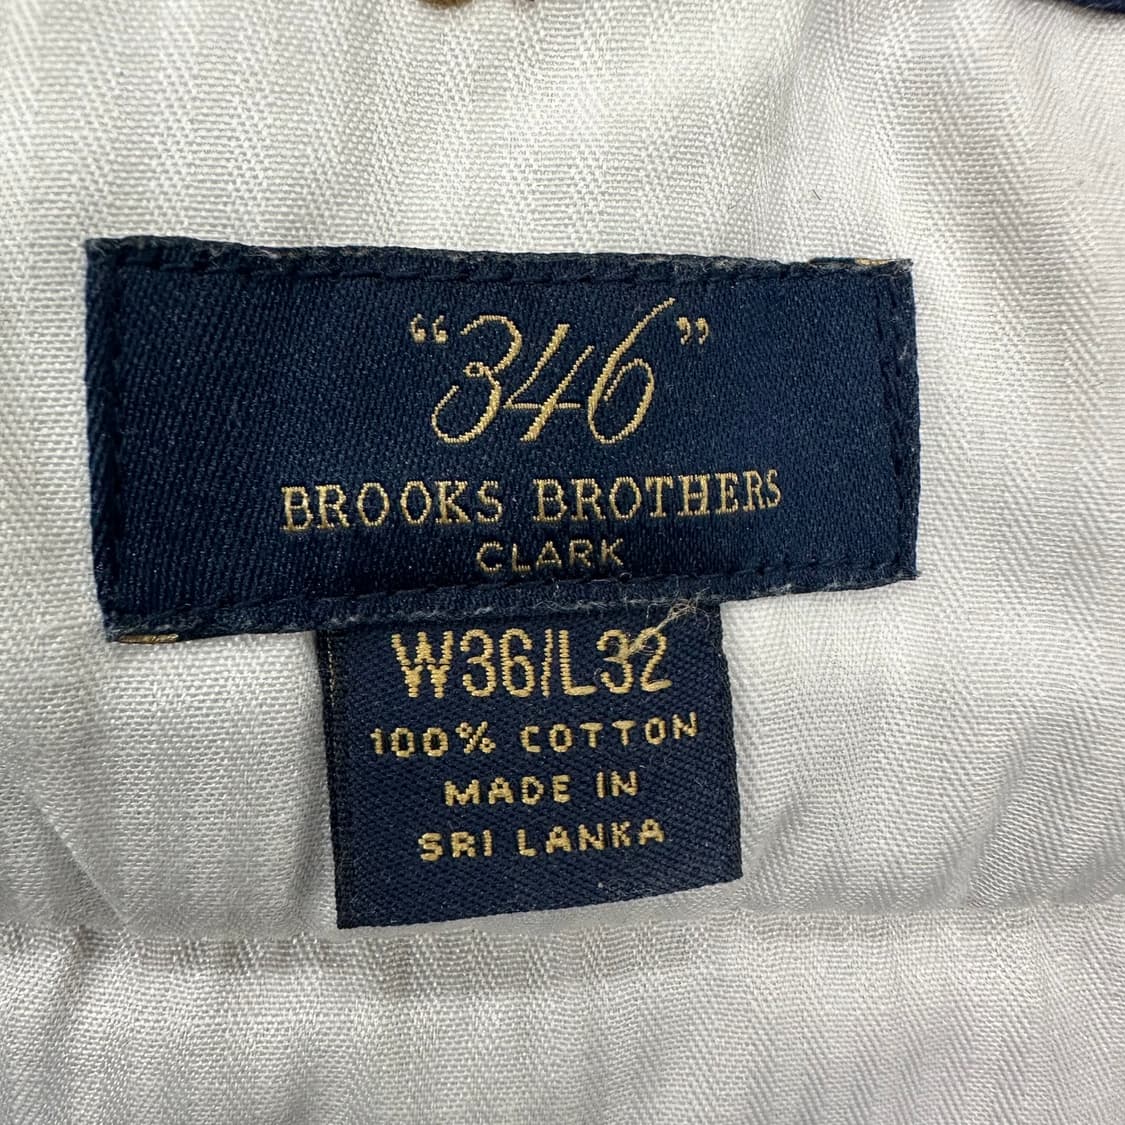 “346”
BROOKS BROTHERS
CLARK
W36/L32
100% COTTON
MADE IN
SRI LANKA